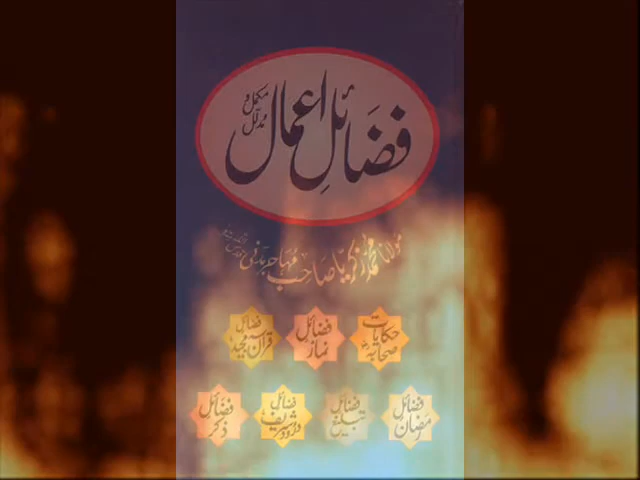 فضائل اعمال
مکمل و
مدلل
مولانا محمد زکریا صاحب مہاجر مدنی
حکایات
صحابہ
فضائل
نماز
فضائل
قرآن مجید
فضائل
رمضان
فضائل
تبلیغ
فضائل
درود شریف
فضائل
ذکر